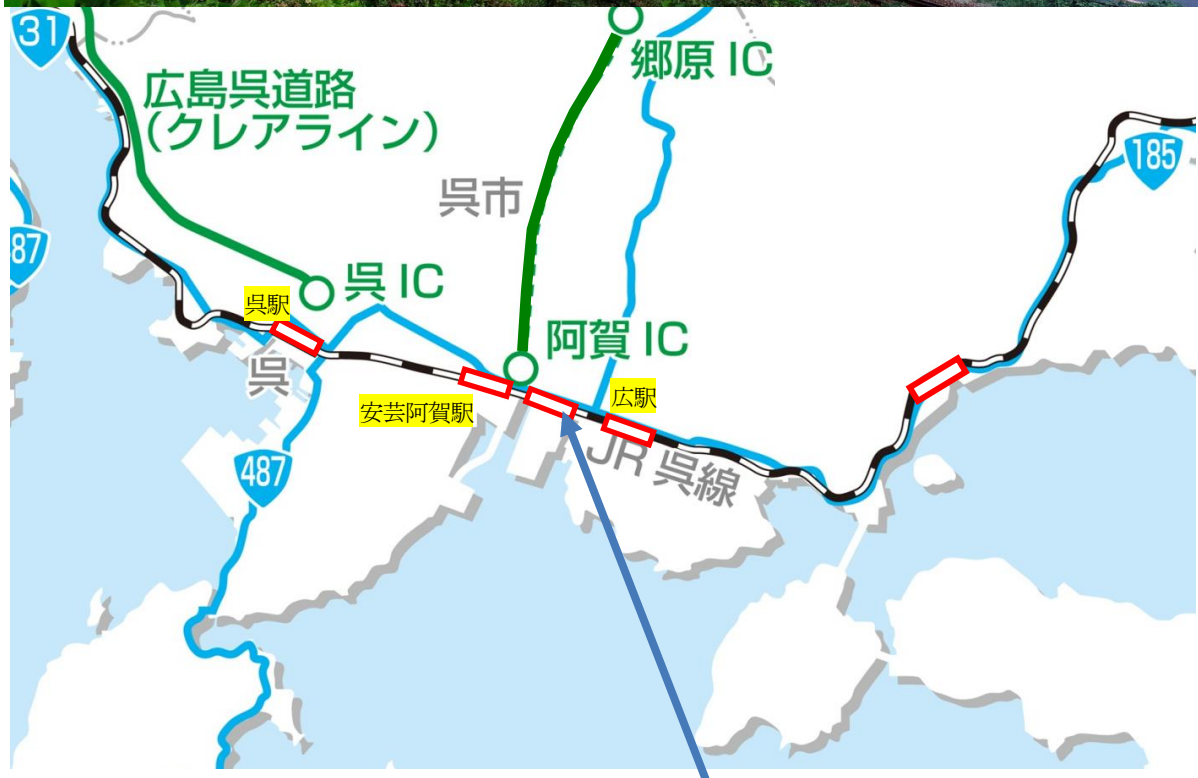 31
郷原 IC
広島呉道路
(クレアライン)
185
呉市
87
呉 IC
呉駅
阿賀 IC
呉
安芸阿賀駅
広駅
JR 呉線
487